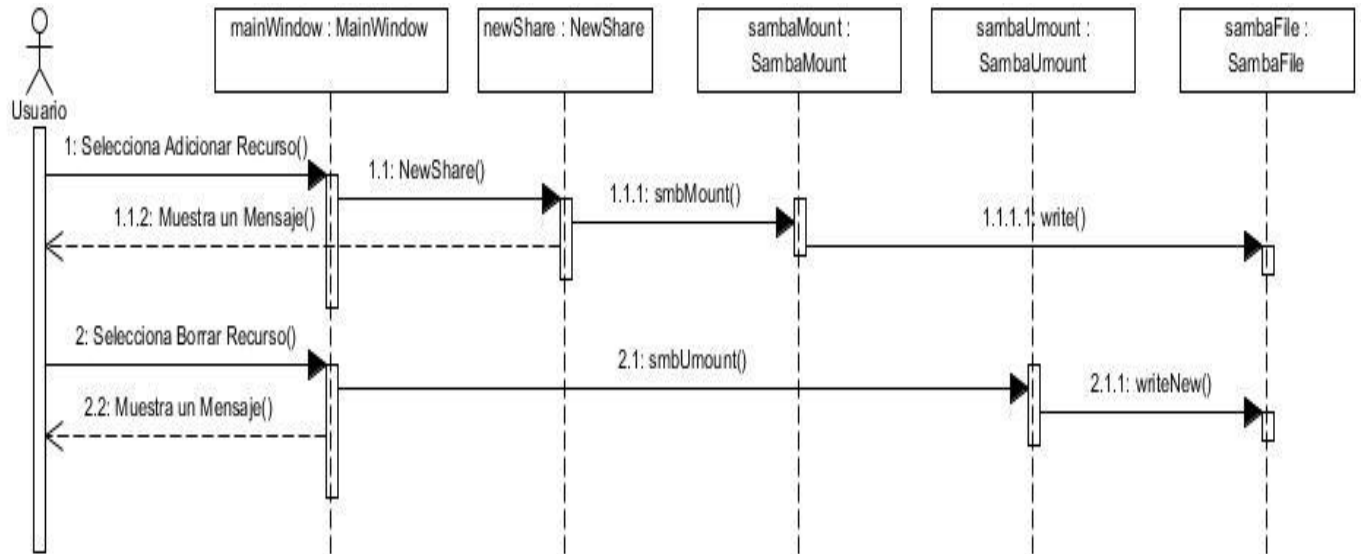 mainWindow : MainWindow
newShare : NewShare
sambaMount :
SambaMount
sambaUmount :
SambaUmount
sambaFile :
SambaFile
Usuario
1: Selecciona Adicionar Recurso()
1.1: NewShare()
1.1.1: smbMount()
1.1.2: Muestra un Mensaje()
1.1.1.1: write()
2: Selecciona Borrar Recurso()
2.1: smbUmount()
2.1.1: writeNew()
2.2: Muestra un Mensaje()